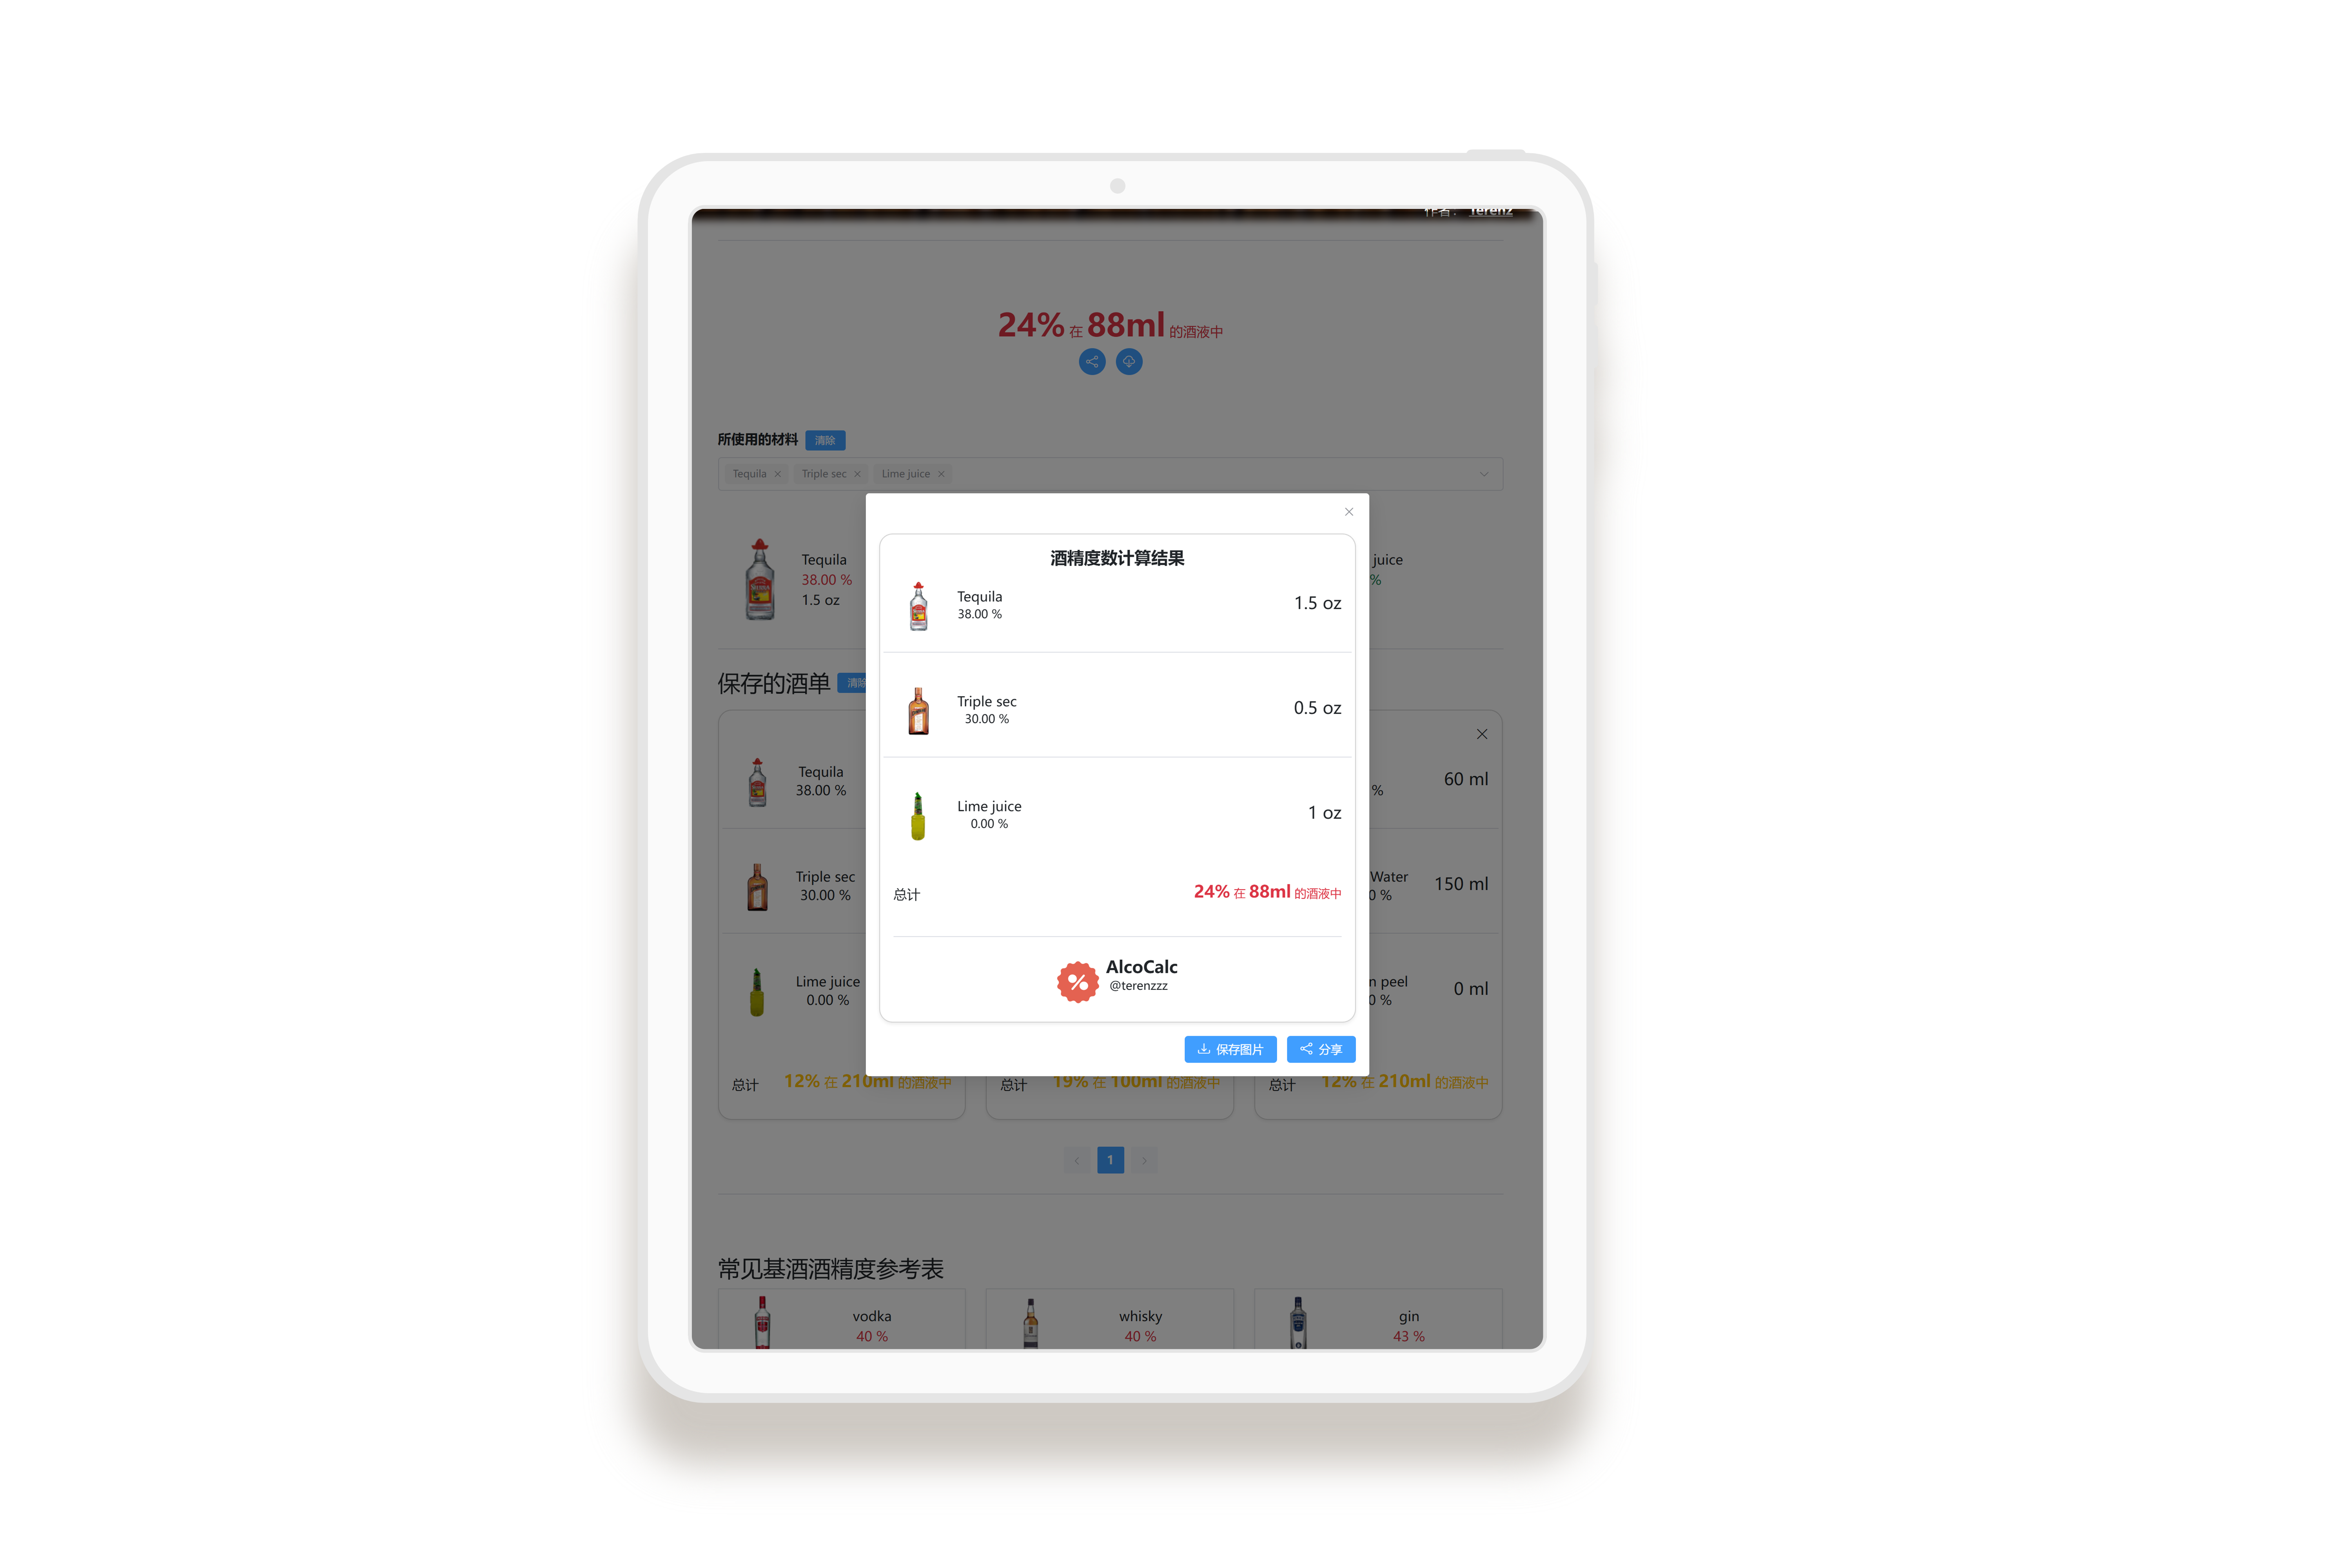 作者： Terenz
24% 在 88ml 的酒液中
所使用的材料 清除
Tequila Triple sec Lime juice
Tequila
38.00 %
1.5 oz
juice
%
保存的酒单 清除
Tequila
38.00 %
Triple sec
30.00 %
Lime juice
0.00 %
总计 12% 在 210ml 的酒液中
总计 19% 在 100ml 的酒液中
% 60 ml
Water
0 % 150 ml
n peel
0 % 0 ml
总计 12% 在 210ml 的酒液中
酒精度数计算结果
Tequila
38.00 %
1.5 oz
Triple sec
30.00 %
0.5 oz
Lime juice
0.00 %
1 oz
总计 24% 在 88ml 的酒液中
AlcoCalc
@terenzzz
保存图片 分享
1
常见基酒酒精度参考表
vodka
40 %
whisky
40 %
gin
43 %